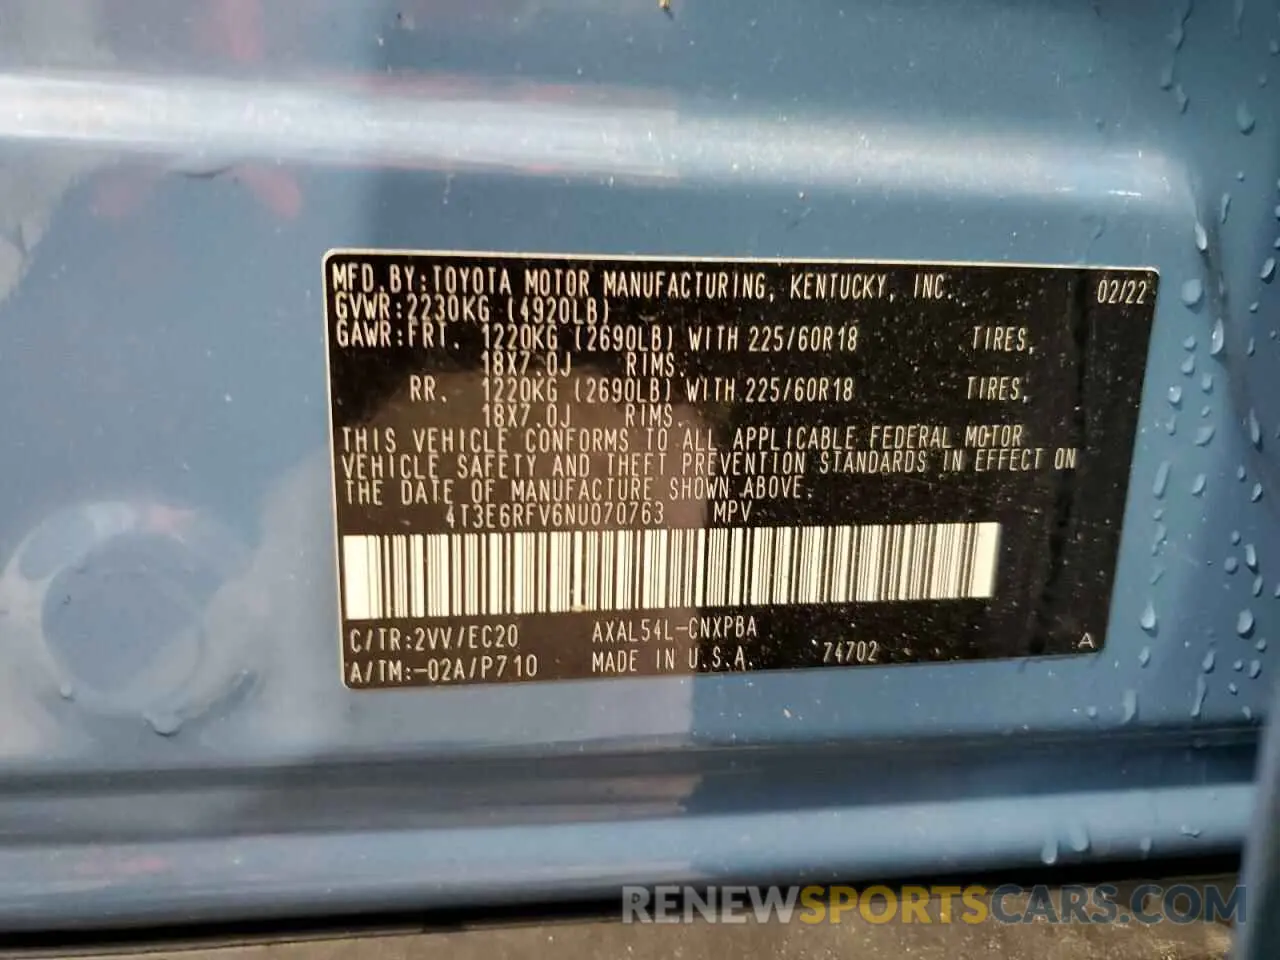 MFD.BY:TOYOTA MOTOR MANUFACTURING, KENTUCKY, INC. 02/22
GVWR:2230KG (4920LB)
GAWR:FRT. 1220KG (2690LB) WITH 225/60R18 TIRES,
18X7.0J RIMS.
RR. 1220KG (2690LB) WITH 225/60R18 TIRES,
18X7.0J RIMS.
THIS VEHICLE CONFORMS TO ALL APPLICABLE FEDERAL MOTOR
VEHICLE SAFETY AND THEFT PREVENTION STANDARDS IN EFFECT ON
THE DATE OF MANUFACTURE SHOWN ABOVE.
4T3E6RFV6NU070763 MPV
C/TR:2VV/EC20 AXAL54L-CNXPBA A
A/TM:-02A/P710 MADE IN U.S.A. 74702
RENEWSPORTSCARS.COM